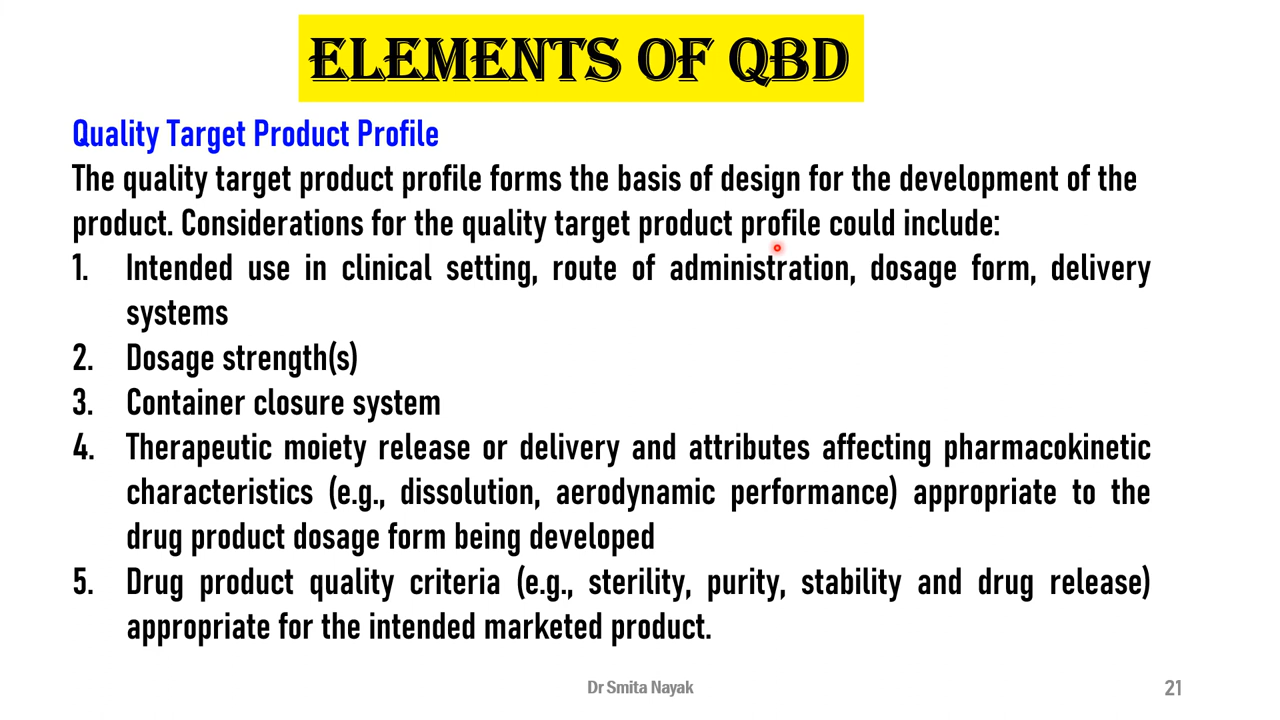 ELEMENTS OF QBD
Quality Target Product Profile
The quality target product profile forms the basis of design for the development of the
product. Considerations for the quality target product profile could include:
1. Intended use in clinical setting, route of administration, dosage form, delivery
systems
2. Dosage strength(s)
3. Container closure system
4. Therapeutic moiety release or delivery and attributes affecting pharmacokinetic
characteristics (e.g., dissolution, aerodynamic performance) appropriate to the
drug product dosage form being developed
5. Drug product quality criteria (e.g., sterility, purity, stability and drug release)
appropriate for the intended marketed product.
Dr Smita Nayak
21